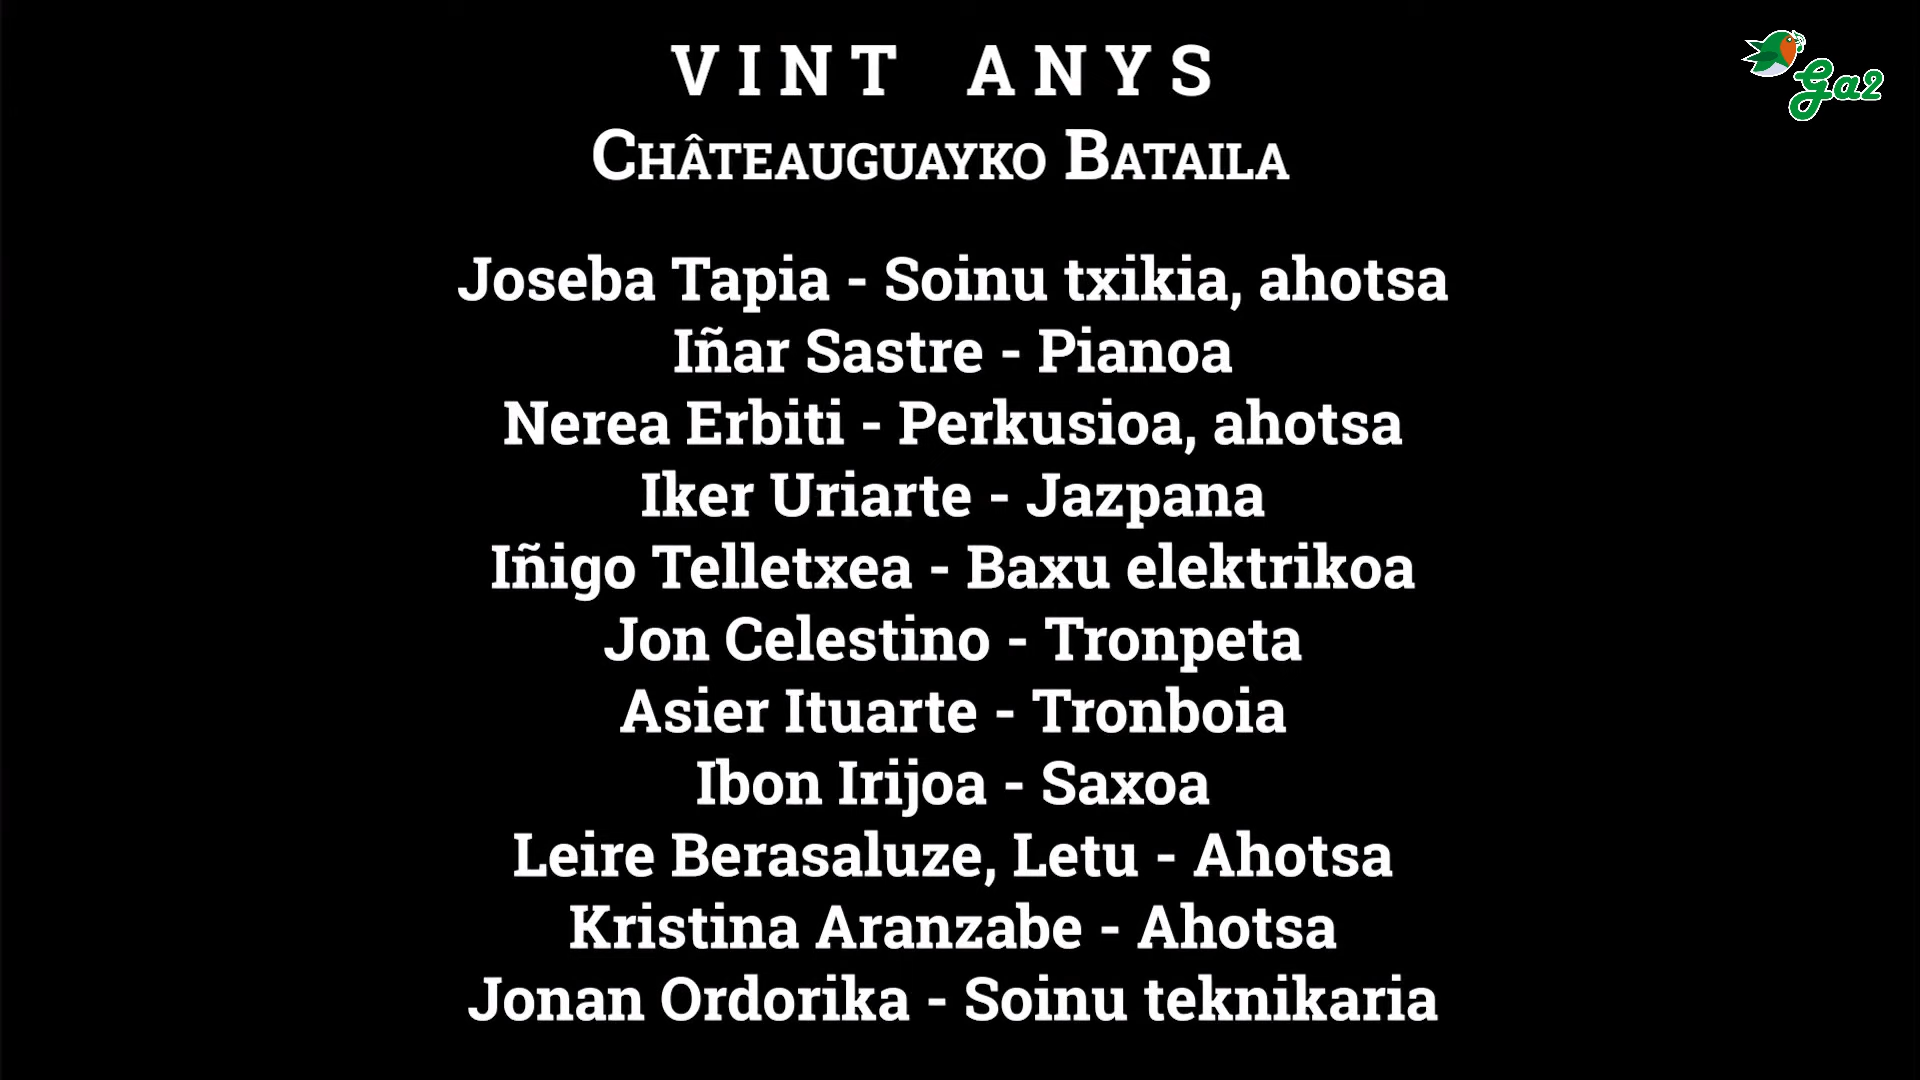 VINT ANYS
Ga2
CHÂTEAUGUAYKO BATAILA
Joseba Tapia - Soinu txikia, ahotsa
Iñar Sastre - Pianoa
Nerea Erbiti - Perkusioa, ahotsa
Iker Uriarte - Jazpana
Iñigo Telletxea - Baxu elektrikoa
Jon Celestino - Tronpeta
Asier Ituarte - Tronboia
Ibon Irijoa - Saxoa
Leire Berasaluze, Letu - Ahotsa
Kristina Aranzabe - Ahotsa
Jonan Ordorika - Soinu teknikaria